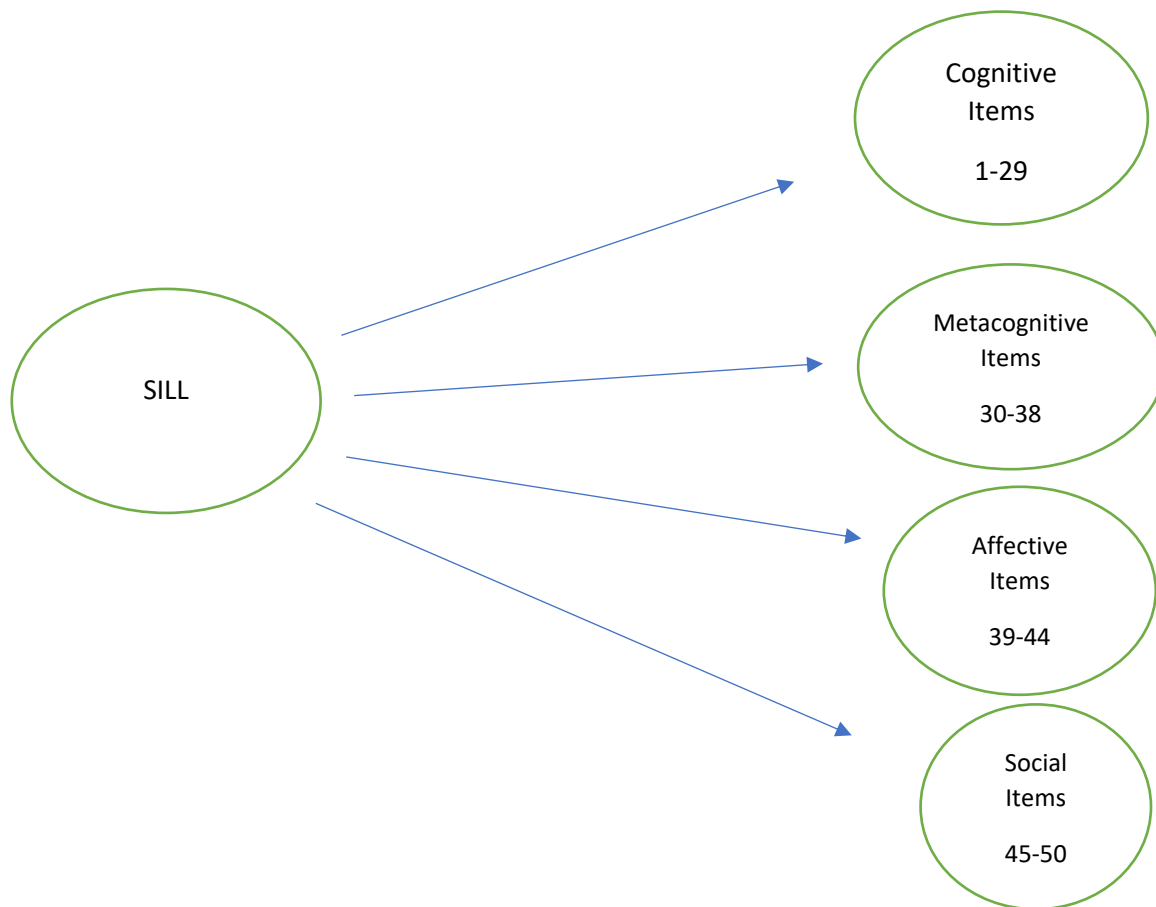 Cognitive
Items
1-29
Metacognitive
Items
30-38
SILL
Affective
Items
39-44
Social
Items
45-50